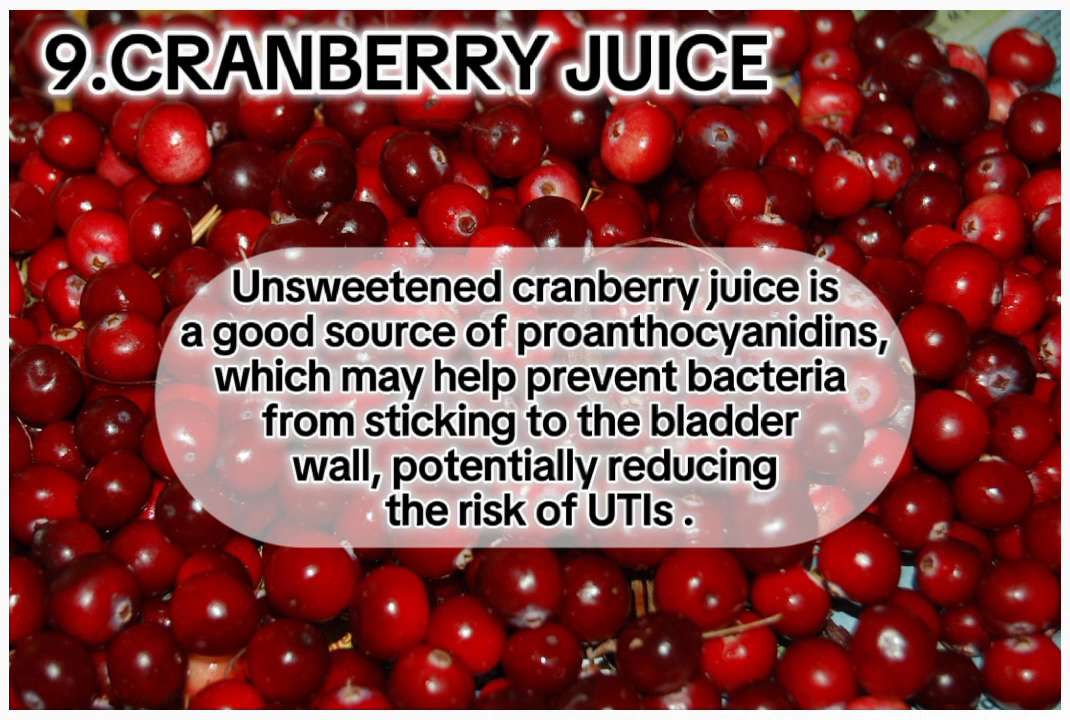 9.CRANBERRY JUICE
Unsweetened cranberry juice is
a good source of proanthocyanidins,
which may help prevent bacteria
from sticking to the bladder
wall, potentially reducing
the risk of UTIs .